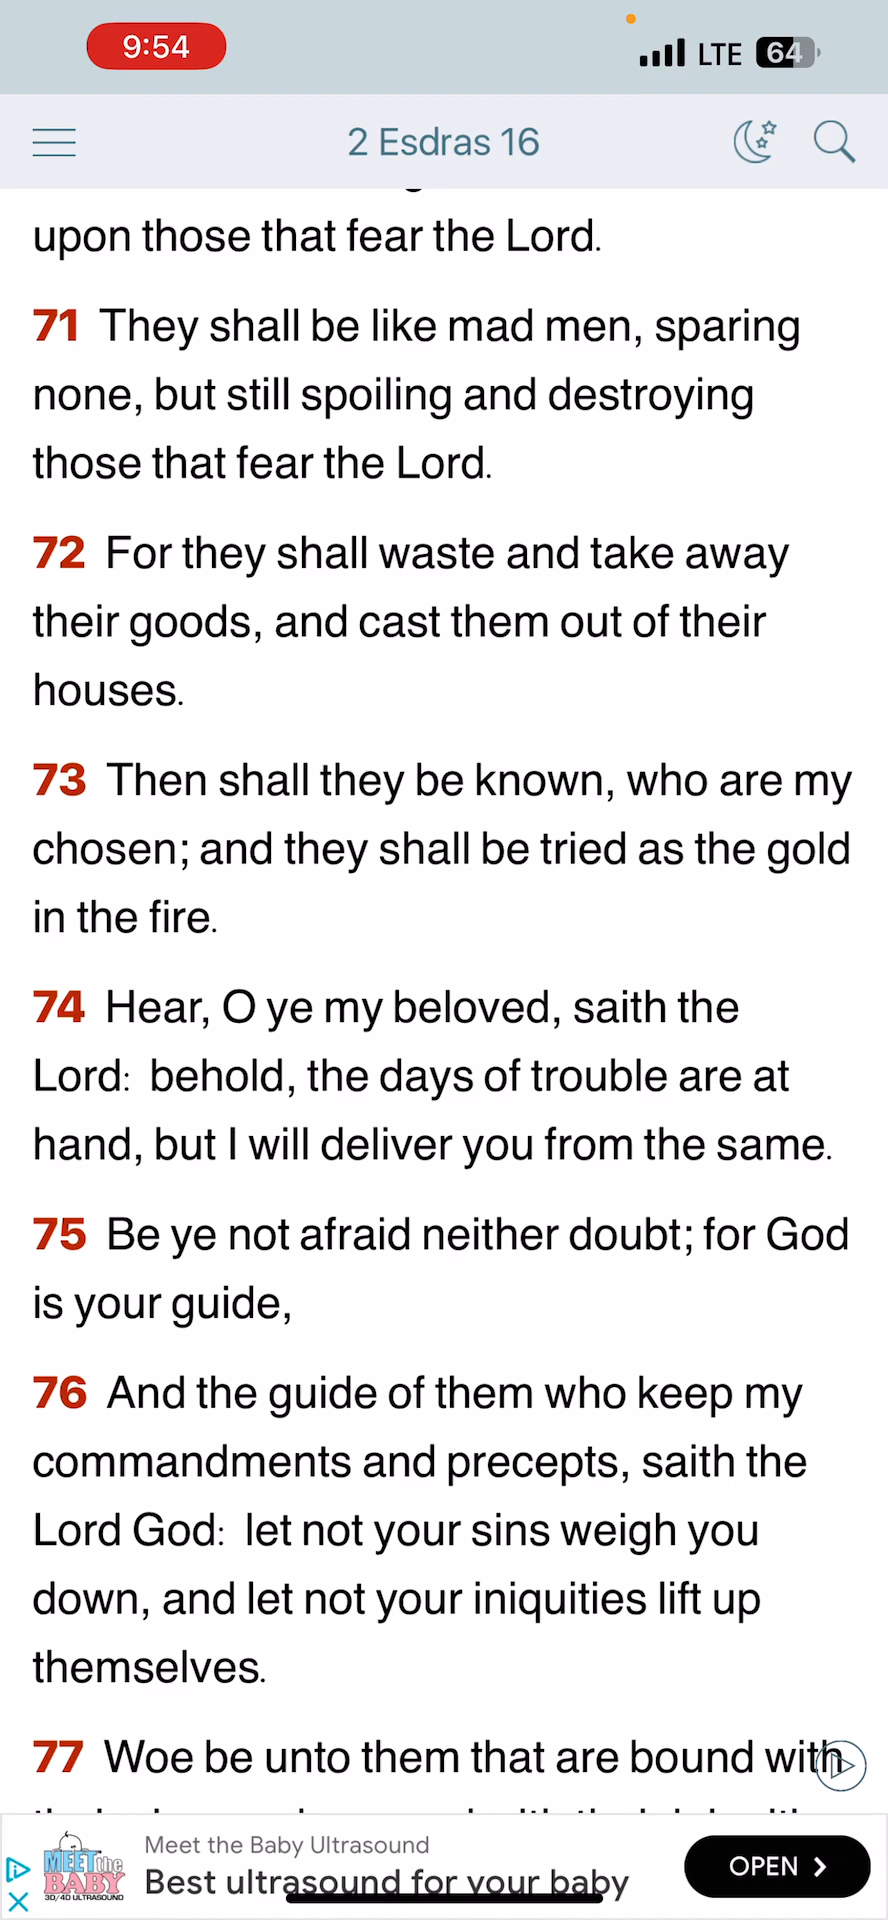 9:54
LTE 64
2 Esdras 16
upon those that fear the Lord.
71 They shall be like mad men, sparing
none, but still spoiling and destroying
those that fear the Lord.
72 For they shall waste and take away
their goods, and cast them out of their
houses.
73 Then shall they be known, who are my
chosen; and they shall be tried as the gold
in the fire.
74 Hear, O ye my beloved, saith the
Lord: behold, the days of trouble are at
hand, but I will deliver you from the same.
75 Be ye not afraid neither doubt; for God
is your guide,
76 And the guide of them who keep my
commandments and precepts, saith the
Lord God: let not your sins weigh you
down, and let not your iniquities lift up
themselves.
77 Woe be unto them that are bound with
MEET the
BABY
3D/4D ULTRASOUND
Meet the Baby Ultrasound
Best ultrasound for your baby
OPEN